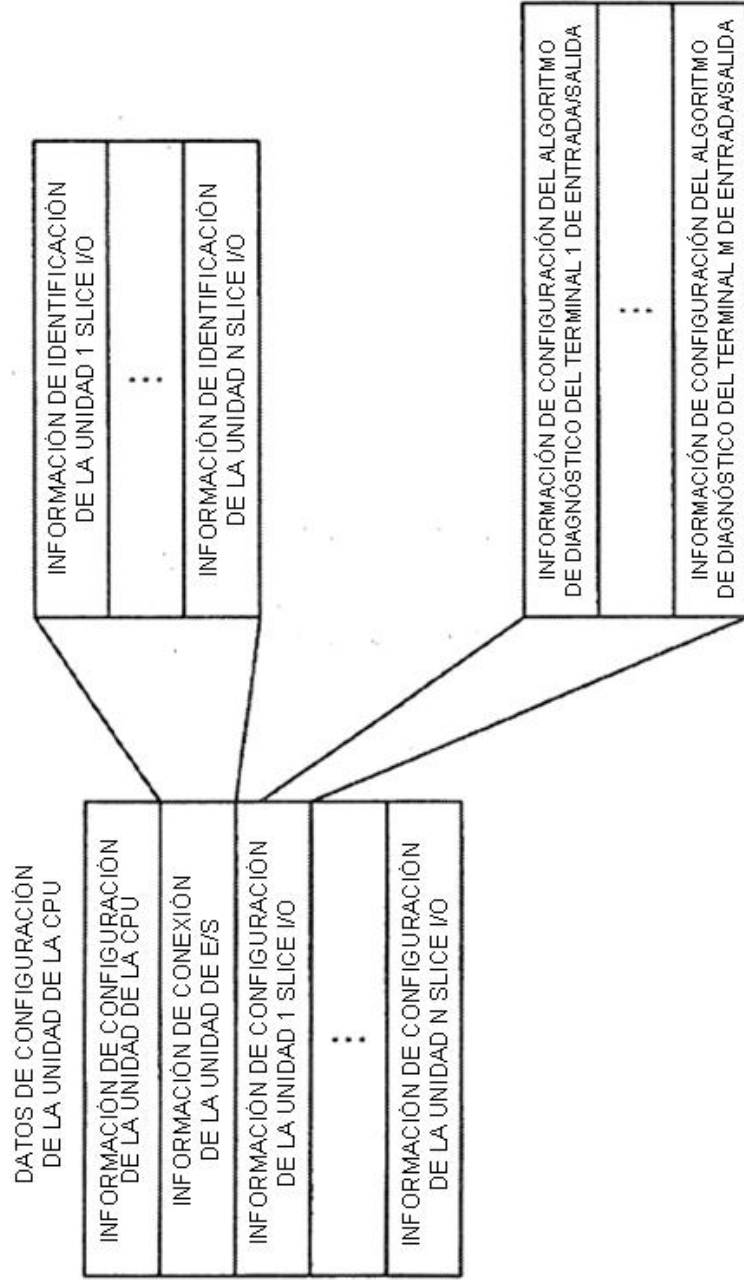 DATOS DE CONFIGURACIÓN
DE LA UNIDAD DE LA CPU
INFORMACIÓN DE CONFIGURACIÓN
DE LA UNIDAD DE LA CPU
INFORMACIÓN DE CONEXIÓN
DE LA UNIDAD DE E/S
INFORMACIÓN DE CONFIGURACIÓN
DE LA UNIDAD 1 SLICE I/O
...
INFORMACIÓN DE CONFIGURACIÓN
DE LA UNIDAD N SLICE I/O
INFORMACIÓN DE IDENTIFICACIÓN
DE LA UNIDAD 1 SLICE I/O
...
INFORMACIÓN DE IDENTIFICACIÓN
DE LA UNIDAD N SLICE I/O
INFORMACIÓN DE CONFIGURACIÓN DEL ALGORITMO
DE DIAGNÓSTICO DEL TERMINAL 1 DE ENTRADA/SALIDA
...
INFORMACIÓN DE CONFIGURACIÓN DEL ALGORITMO
DE DIAGNÓSTICO DEL TERMINAL M DE ENTRADA/SALIDA